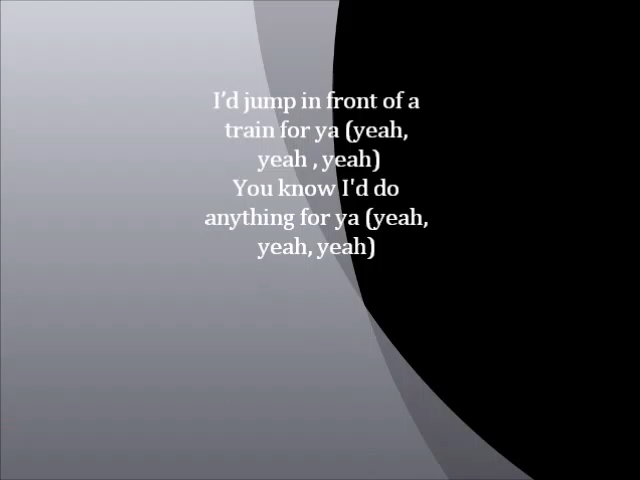 I’d jump in front of a
train for ya (yeah,
yeah , yeah)
You know I'd do
anything for ya (yeah,
yeah, yeah)